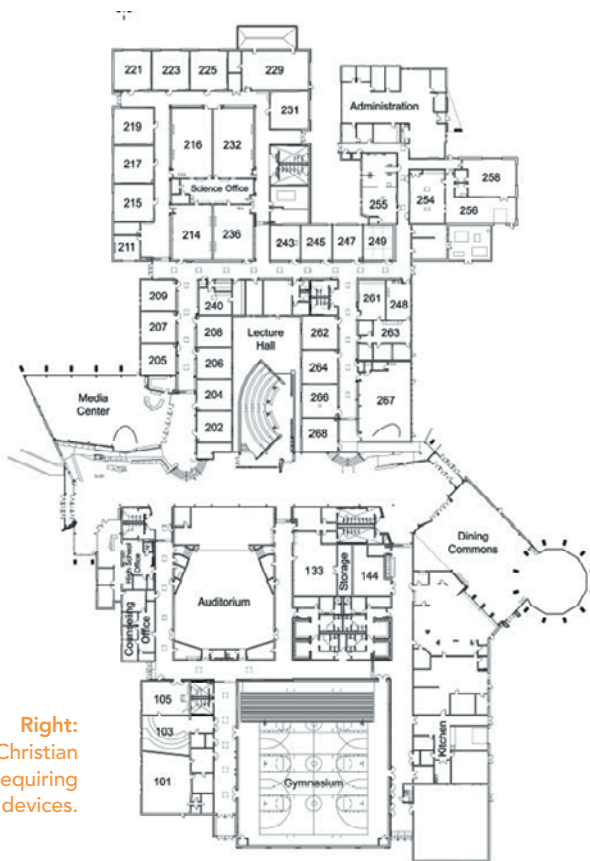 221 223 225 229
231
219
216 232
Administration
217
Science Office
258
215
255 254
256
214 236
211
243 245 247 249
209
240
261 248
207 208
Lecture
Hall
262 263
205 206
264
Media
Center
204
266 267
202
268
Dining
Commons
High School
Office
133
Storage
144
Auditorium
Counseling
Office
105
103
Right:
Christian
equiring
devices.
101
Gymnasium
Kitchen